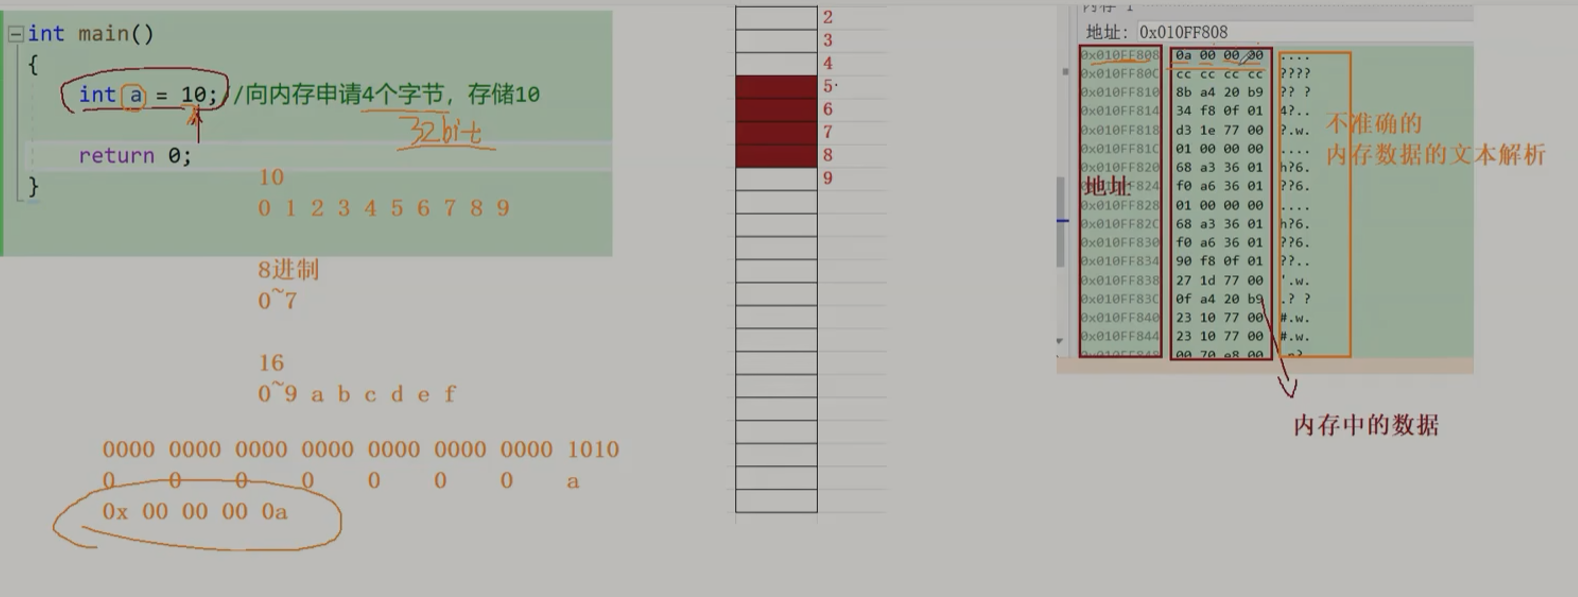 int main()
{
int a = 10;//向内存申请4个字节，存储10
32bit
return 0;
}
10
0 1 2 3 4 5 6 7 8 9
8进制
0~7
16
0~9 a b c d e f
0000 0000 0000 0000 0000 0000 0000 1010
0 0 0 0 0 0 0 a
0x 00 00 00 0a
2
3
4
5
6
7
8
9
地址: 0x010FF808
0x010FF808 0a 00 00 00 ....
0x010FF80C cc cc cc cc ????
0x010FF810 8b a4 20 b9 ?? ?
0x010FF814 34 f8 0f 01 4?..
0x010FF818 d3 1e 77 00 ?.w.
0x010FF81C 01 00 00 00 ....
0x010FF820 68 a3 36 01 h?6.
0x010FF824 f0 a6 36 01 ??6.
0x010FF828 01 00 00 00 ....
0x010FF82C 68 a3 36 01 h?6.
0x010FF830 f0 a6 36 01 ??6.
0x010FF834 90 f8 0f 01 ??..
0x010FF838 27 1d 77 00 '.w.
0x010FF83C 0f a4 20 b9 .? ?
0x010FF840 23 10 77 00 #.w.
0x010FF844 23 10 77 00 #.w.
00 70 e8 00
地址
不准确的
内存数据的文本解析
内存中的数据